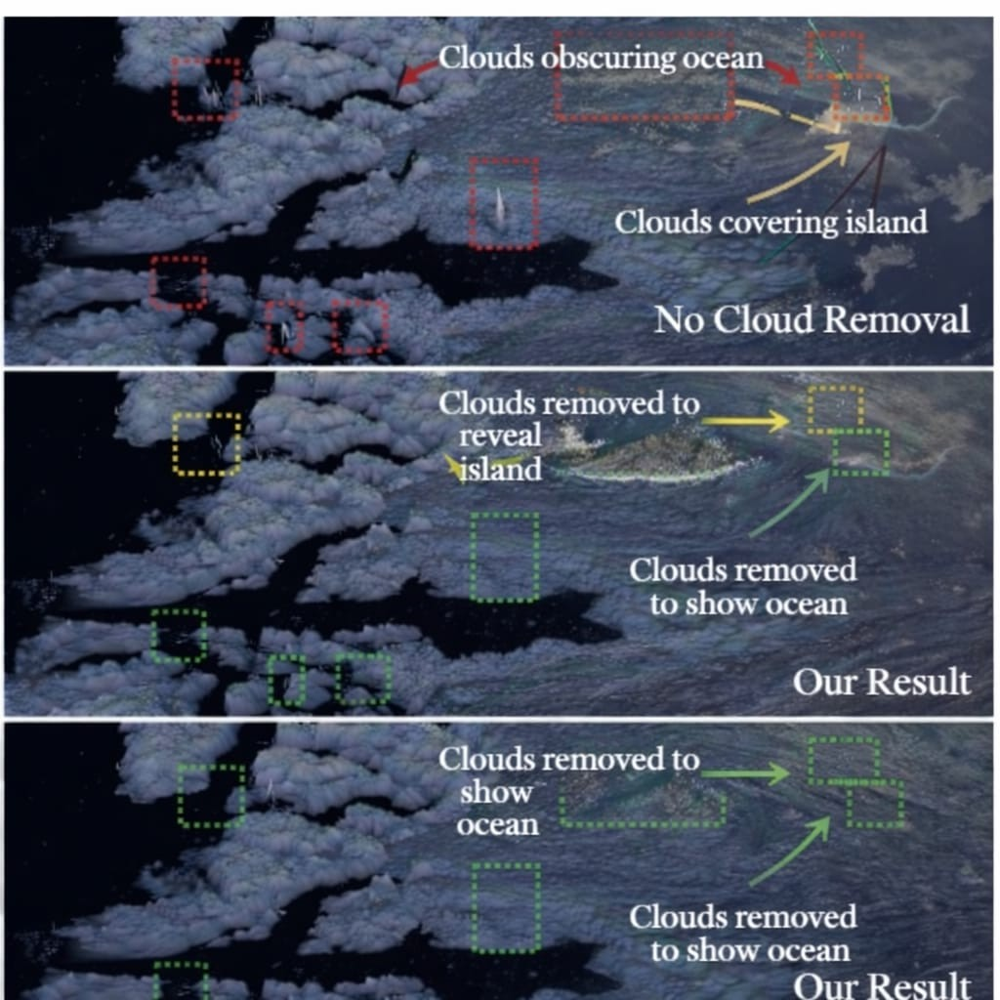 Clouds obscuring ocean
Clouds covering island
No Cloud Removal
Clouds removed to
reveal
island
Clouds removed
to show ocean
Our Result
Clouds removed to
show
ocean
Clouds removed
to show ocean
Our Result